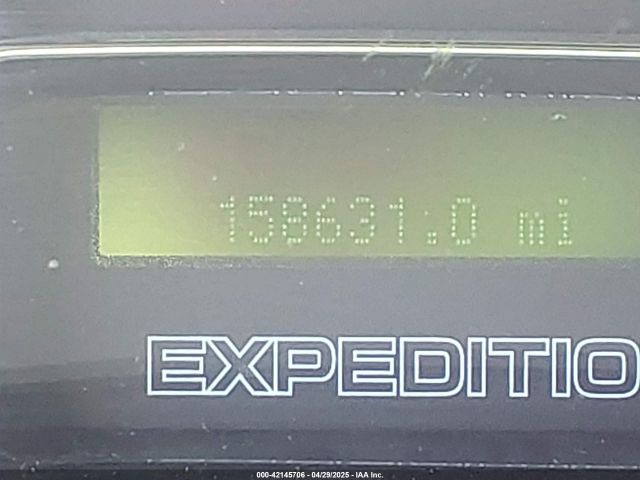 158631.0 mi
EXPEDITIO
000-42145706 - 04/29/2025 - IAA Inc.